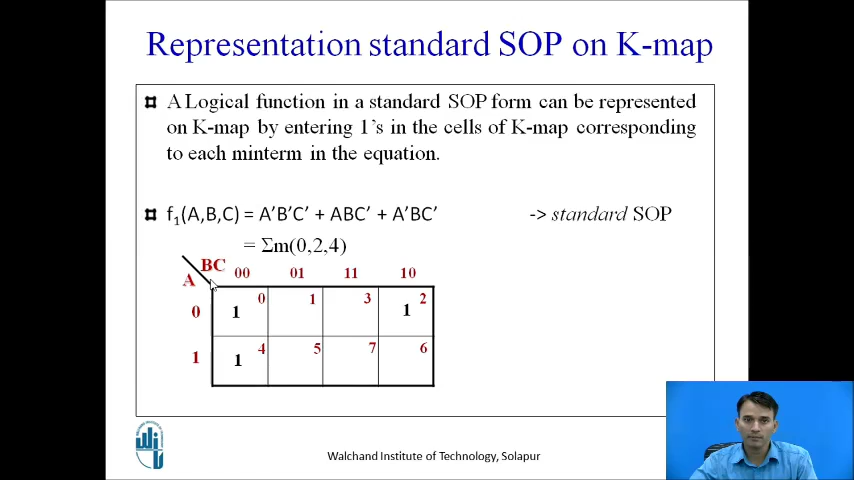 Representation standard SOP on K-map
A Logical function in a standard SOP form can be represented
on K-map by entering 1's in the cells of K-map corresponding
to each minterm in the equation.
f₁(A,B,C) = A′B′C′ + ABC′ + A′BC′ -> standard SOP
= Σm(0,2,4)
BC
A
00 01 11 10
0 1 0 1 3 1 2
1 1 4 5 7 6
Walchand Institute of Technology, Solapur